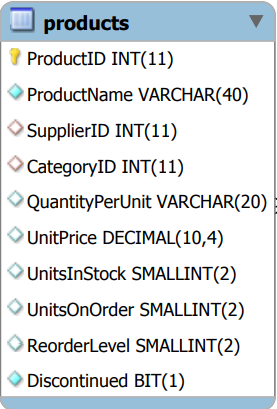 products
ProductID INT(11)
ProductName VARCHAR(40)
SupplierID INT(11)
CategoryID INT(11)
QuantityPerUnit VARCHAR(20)
UnitPrice DECIMAL(10,4)
UnitsInStock SMALLINT(2)
UnitsOnOrder SMALLINT(2)
ReorderLevel SMALLINT(2)
Discontinued BIT(1)